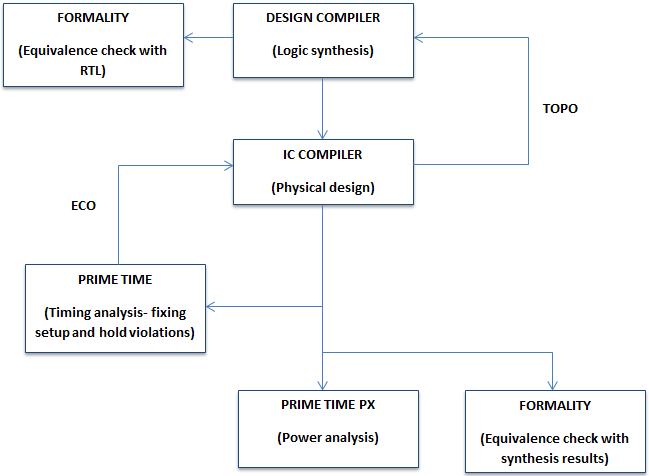 FORMALITY
(Equivalence check with
RTL)
DESIGN COMPILER
(Logic synthesis)
TOPO
IC COMPILER
(Physical design)
ECO
PRIME TIME
(Timing analysis- fixing
setup and hold violations)
PRIME TIME PX
(Power analysis)
FORMALITY
(Equivalence check with
synthesis results)